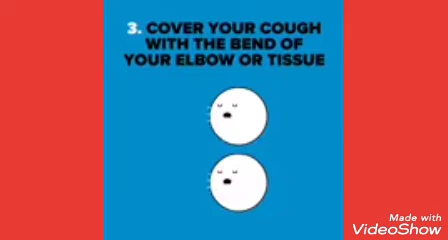 3. COVER YOUR COUGH
WITH THE BEND OF
YOUR ELBOW OR TISSUE
Made with
VideoShow